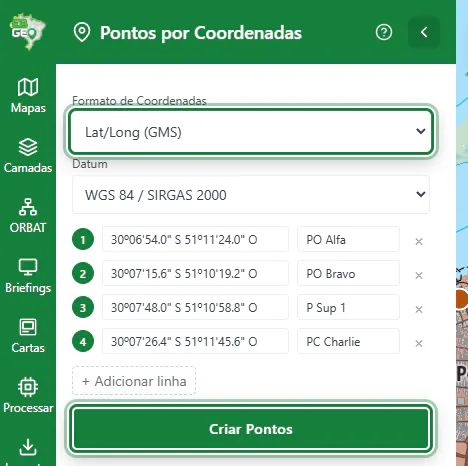 EB
GEO
Pontos por Coordenadas
?
Mapas
Camadas
ORBAT
Briefings
Cartas
Processar
Formato de Coordenadas
Lat/Long (GMS)
Datum
WGS 84 / SIRGAS 2000
1 30º06'54.0" S 51º11'24.0" O PO Alfa ×
2 30º07'15.6" S 51º10'19.2" O PO Bravo ×
3 30º07'48.0" S 51º10'58.8" O P Sup 1 ×
4 30º07'26.4" S 51º11'45.6" O PC Charlie ×
+ Adicionar linha
Criar Pontos
P